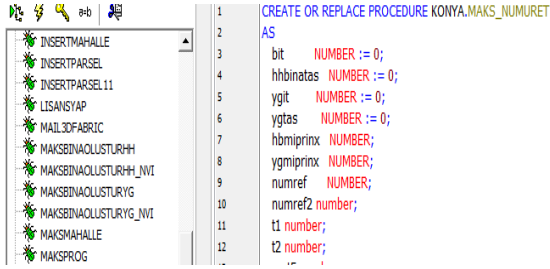 a=b
INSERTMAHALLE
INSERTPARSEL
INSERTPARSEL11
LISANSYAP
MAIL3DFABRIC
MAKSBINAOLUSTURHH
MAKSBINAOLUSTURHH_NVI
MAKSBINAOLUSTURYG
MAKSBINAOLUSTURYG_NVI
MAKSMAHALLE
MAKSPROG
1 CREATE OR REPLACE PROCEDURE KONYA.MAKS_NUMURET
2 AS
3 bit NUMBER := 0;
4 hhbinatas NUMBER := 0;
5 ygit NUMBER := 0;
6 ygtas NUMBER := 0;
7 hbmiprinx NUMBER;
8 ygmiprinx NUMBER;
9 numref NUMBER;
10 numref2 number;
11 t1 number;
12 t2 number;